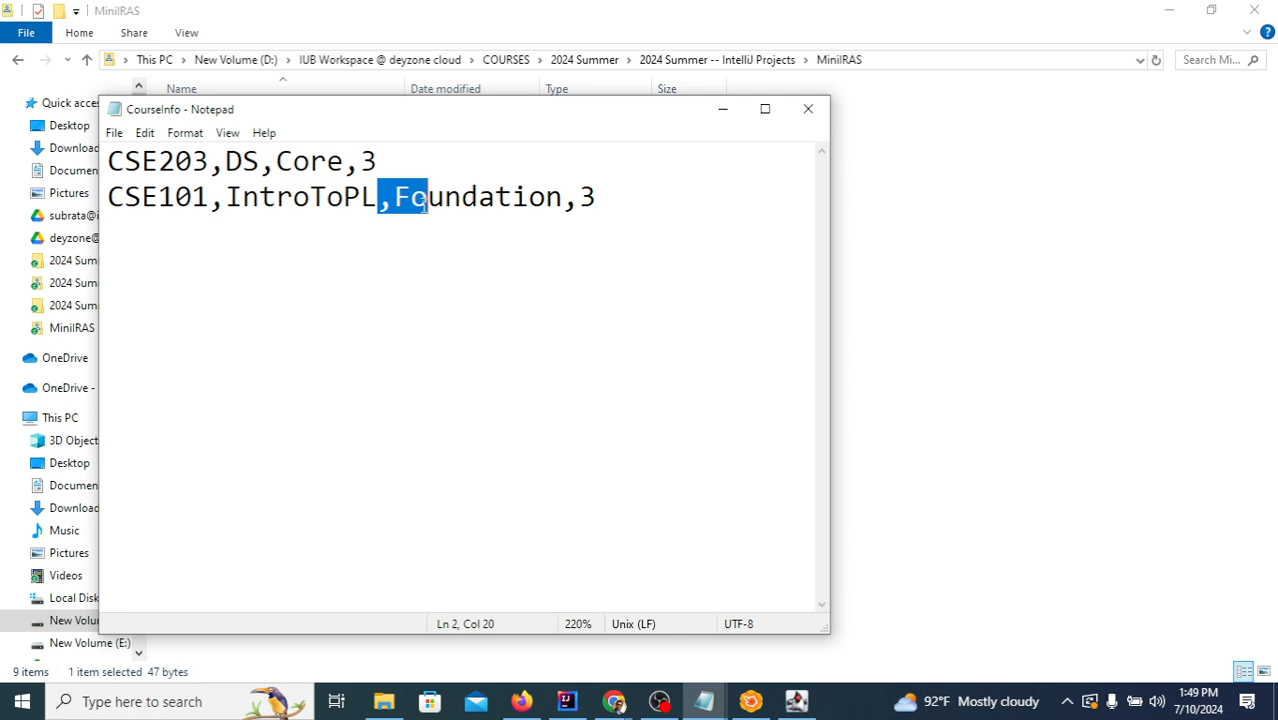 MiniIRAS
File Home Share View
This PC > New Volume (D:) > IUB Workspace @ deyzone cloud > COURSES > 2024 Summer > 2024 Summer -- IntelliJ Projects > MiniIRAS
Search Mi...
Name Date modified Type Size
Quick acces
Desktop
Download
Documen
Pictures
subrata@i
deyzone@
2024 Sum
2024 Sum
2024 Sum
MiniIRAS
OneDrive
OneDrive -
This PC
3D Object
Desktop
Documen
Download
Music
Pictures
Videos
Local Disk
New Volu
New Volume (E:)
CourseInfo - Notepad
File Edit Format View Help
CSE203,DS,Core,3
CSE101,IntroToPL,Foundation,3
Ln 2, Col 20 220% Unix (LF) UTF-8
9 items 1 item selected 47 bytes
Type here to search
92°F Mostly cloudy
1:49 PM
7/10/2024